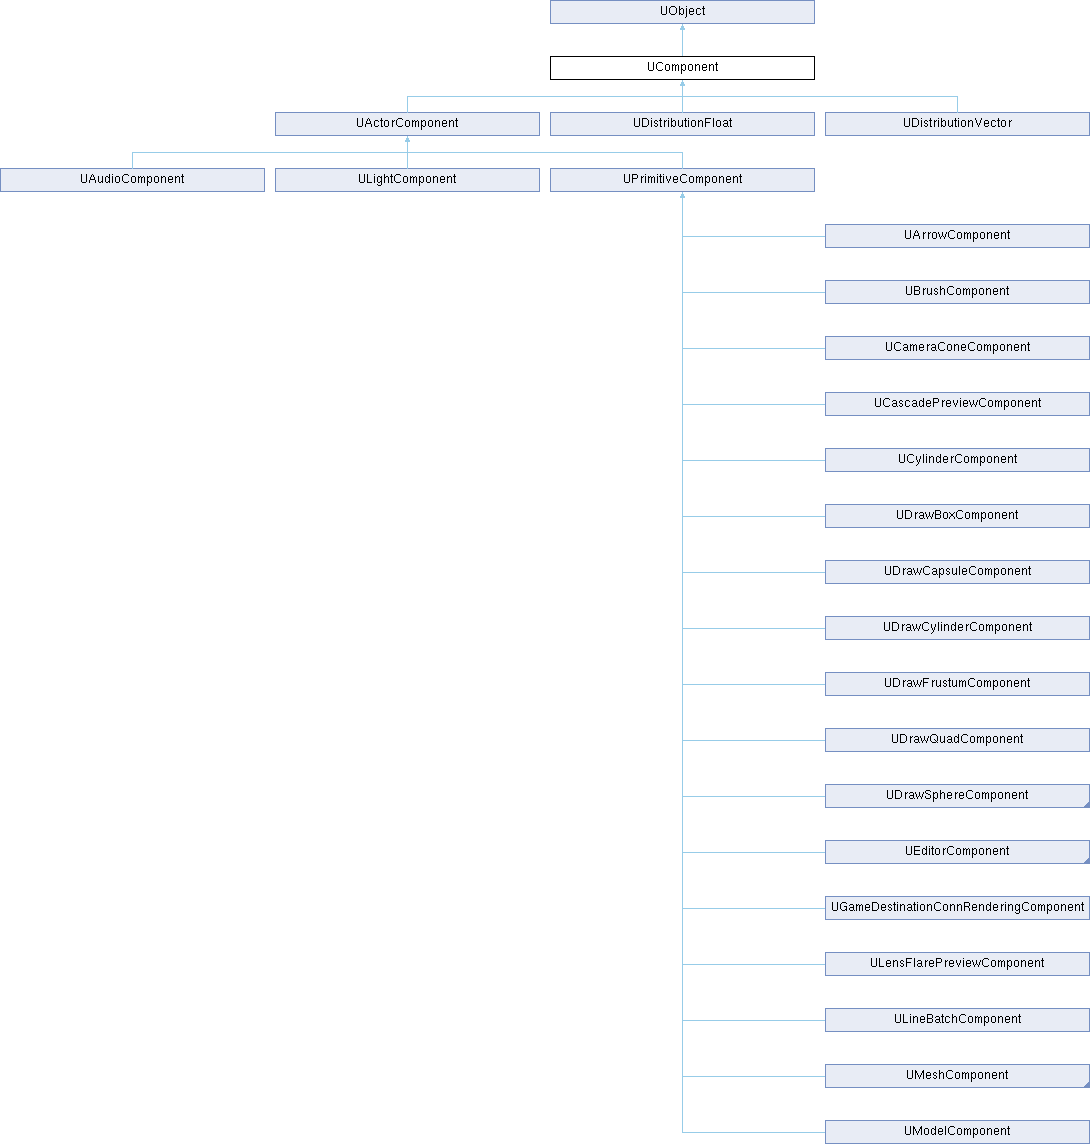 UObject
UComponent
UActorComponent
UDistributionFloat
UDistributionVector
UAudioComponent
ULightComponent
UPrimitiveComponent
UArrowComponent
UBrushComponent
UCameraConeComponent
UCascadePreviewComponent
UCylinderComponent
UDrawBoxComponent
UDrawCapsuleComponent
UDrawCylinderComponent
UDrawFrustumComponent
UDrawQuadComponent
UDrawSphereComponent
UEditorComponent
UGameDestinationConnRenderingComponent
ULensFlarePreviewComponent
ULineBatchComponent
UMeshComponent
UModelComponent